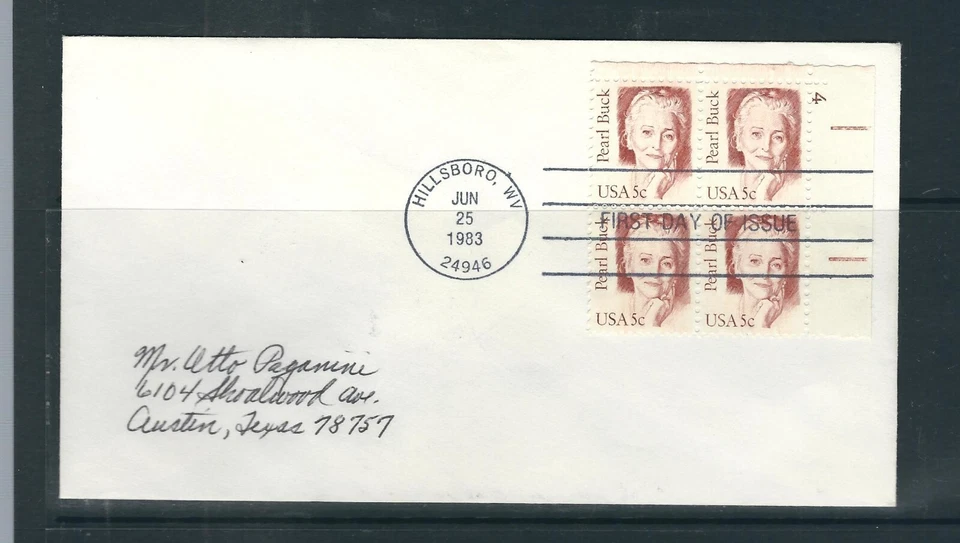 Pearl Buck
USA 5c
Pearl Buck
USA 5c
4
HILLSBORO, WV
JUN
25
1983
24946
FIRST DAY OF ISSUE
Pearl Buck
USA 5c
Pearl Buck
USA 5c
Mr. Otto Paganini
6104 Shoalwood Ave.
Austin, Texas 78757